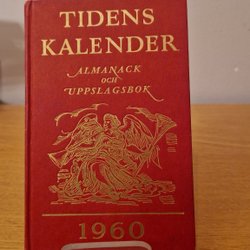 TIDENS
KALENDER
ALMANACK
OCH
UPPSLAGSBOK
1960